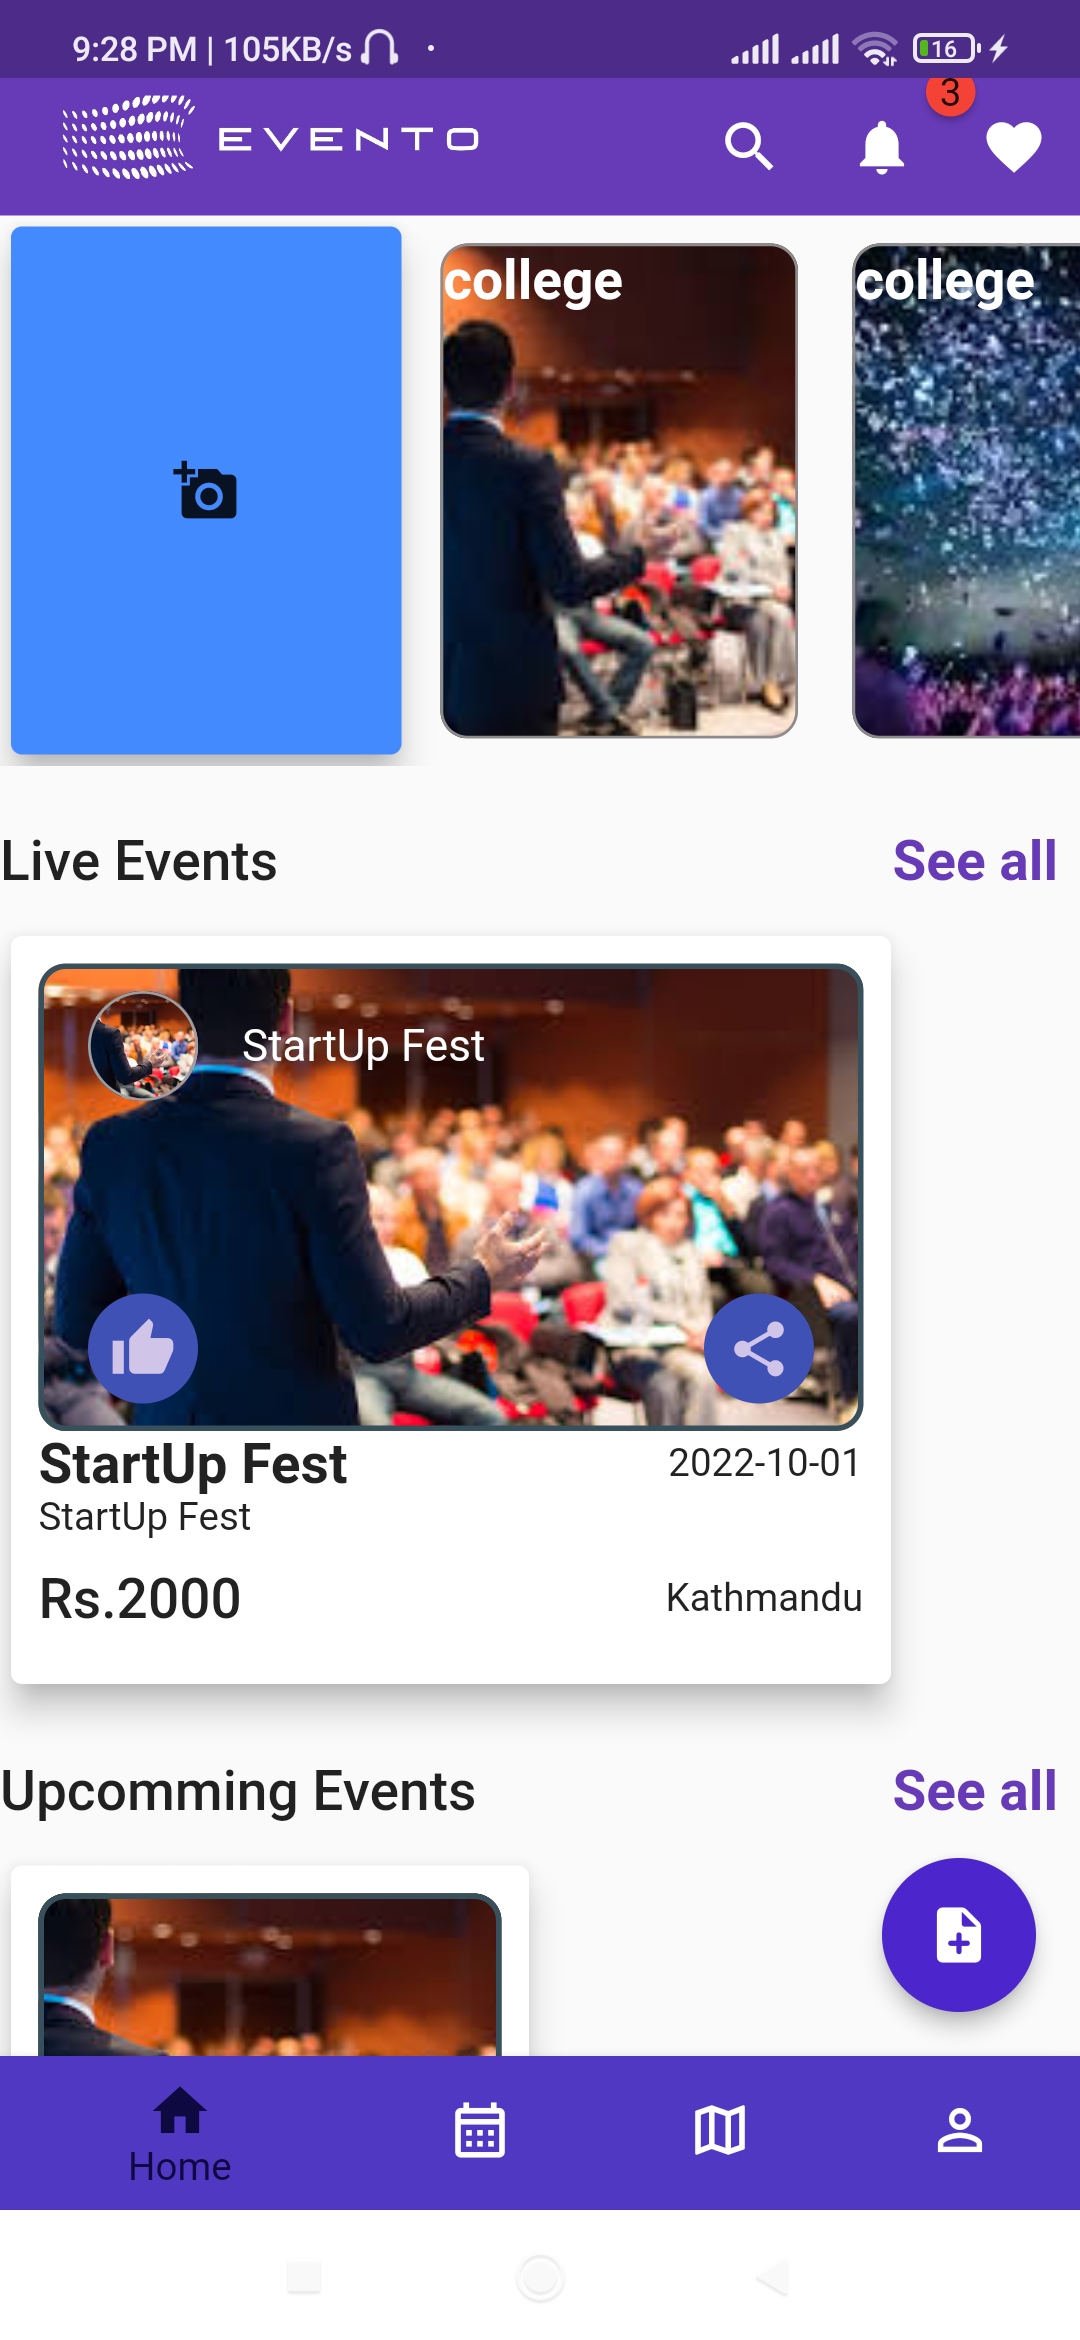 9:28 PM | 105KB/s
16
3
EVENTO
college
college
Live Events
See all
StartUp Fest
StartUp Fest
2022-10-01
StartUp Fest
Rs.2000
Kathmandu
Upcomming Events
See all
Home